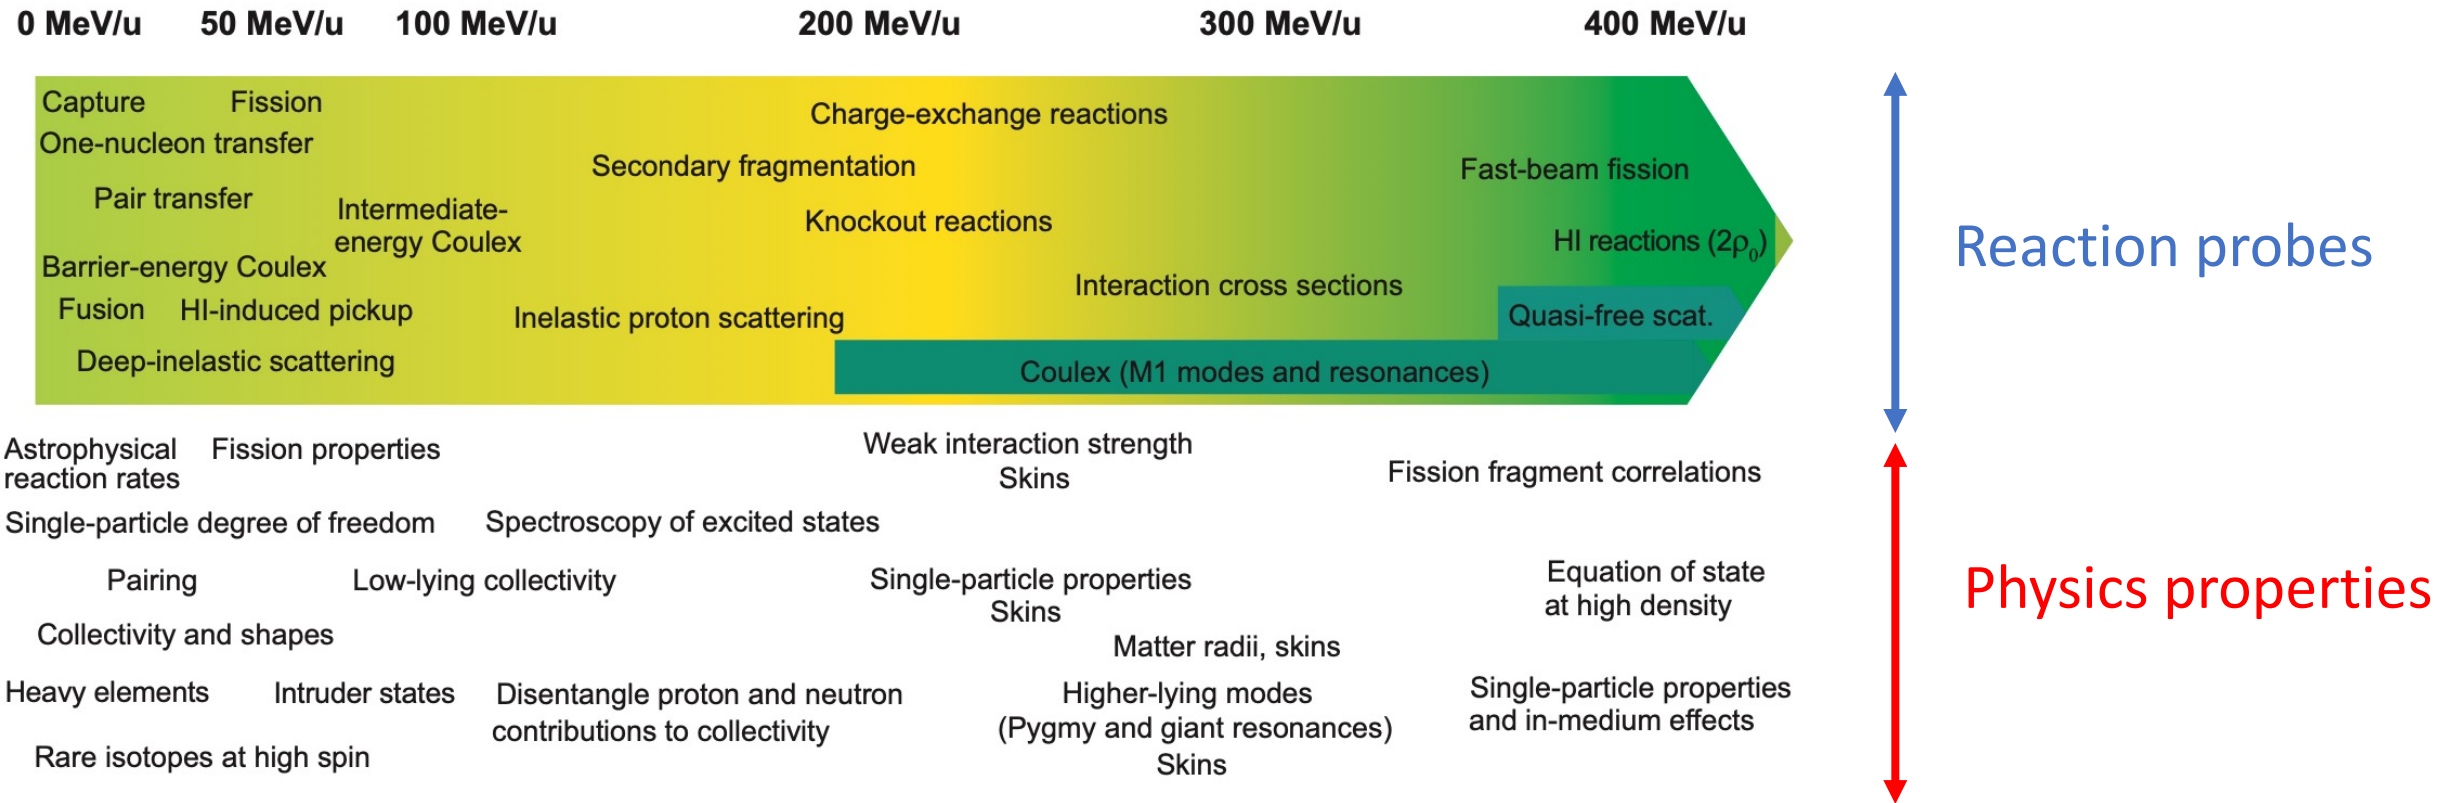 0 MeV/u 50 MeV/u 100 MeV/u 200 MeV/u 300 MeV/u 400 MeV/u
Capture Fission
Charge-exchange reactions
One-nucleon transfer
Secondary fragmentation
Fast-beam fission
Pair transfer
Intermediate-
energy Coulex
Knockout reactions
HI reactions (2ρ₀)
Reaction probes
Barrier-energy Coulex
Interaction cross sections
Fusion HI-induced pickup
Inelastic proton scattering
Quasi-free scat.
Deep-inelastic scattering
Coulex (M1 modes and resonances)
Astrophysical
reaction rates
Fission properties
Weak interaction strength
Skins
Fission fragment correlations
Single-particle degree of freedom
Spectroscopy of excited states
Pairing
Low-lying collectivity
Single-particle properties
Skins
Equation of state
at high density
Physics properties
Collectivity and shapes
Matter radii, skins
Heavy elements
Intruder states
Disentangle proton and neutron
contributions to collectivity
Higher-lying modes
(Pygmy and giant resonances)
Skins
Single-particle properties
and in-medium effects
Rare isotopes at high spin